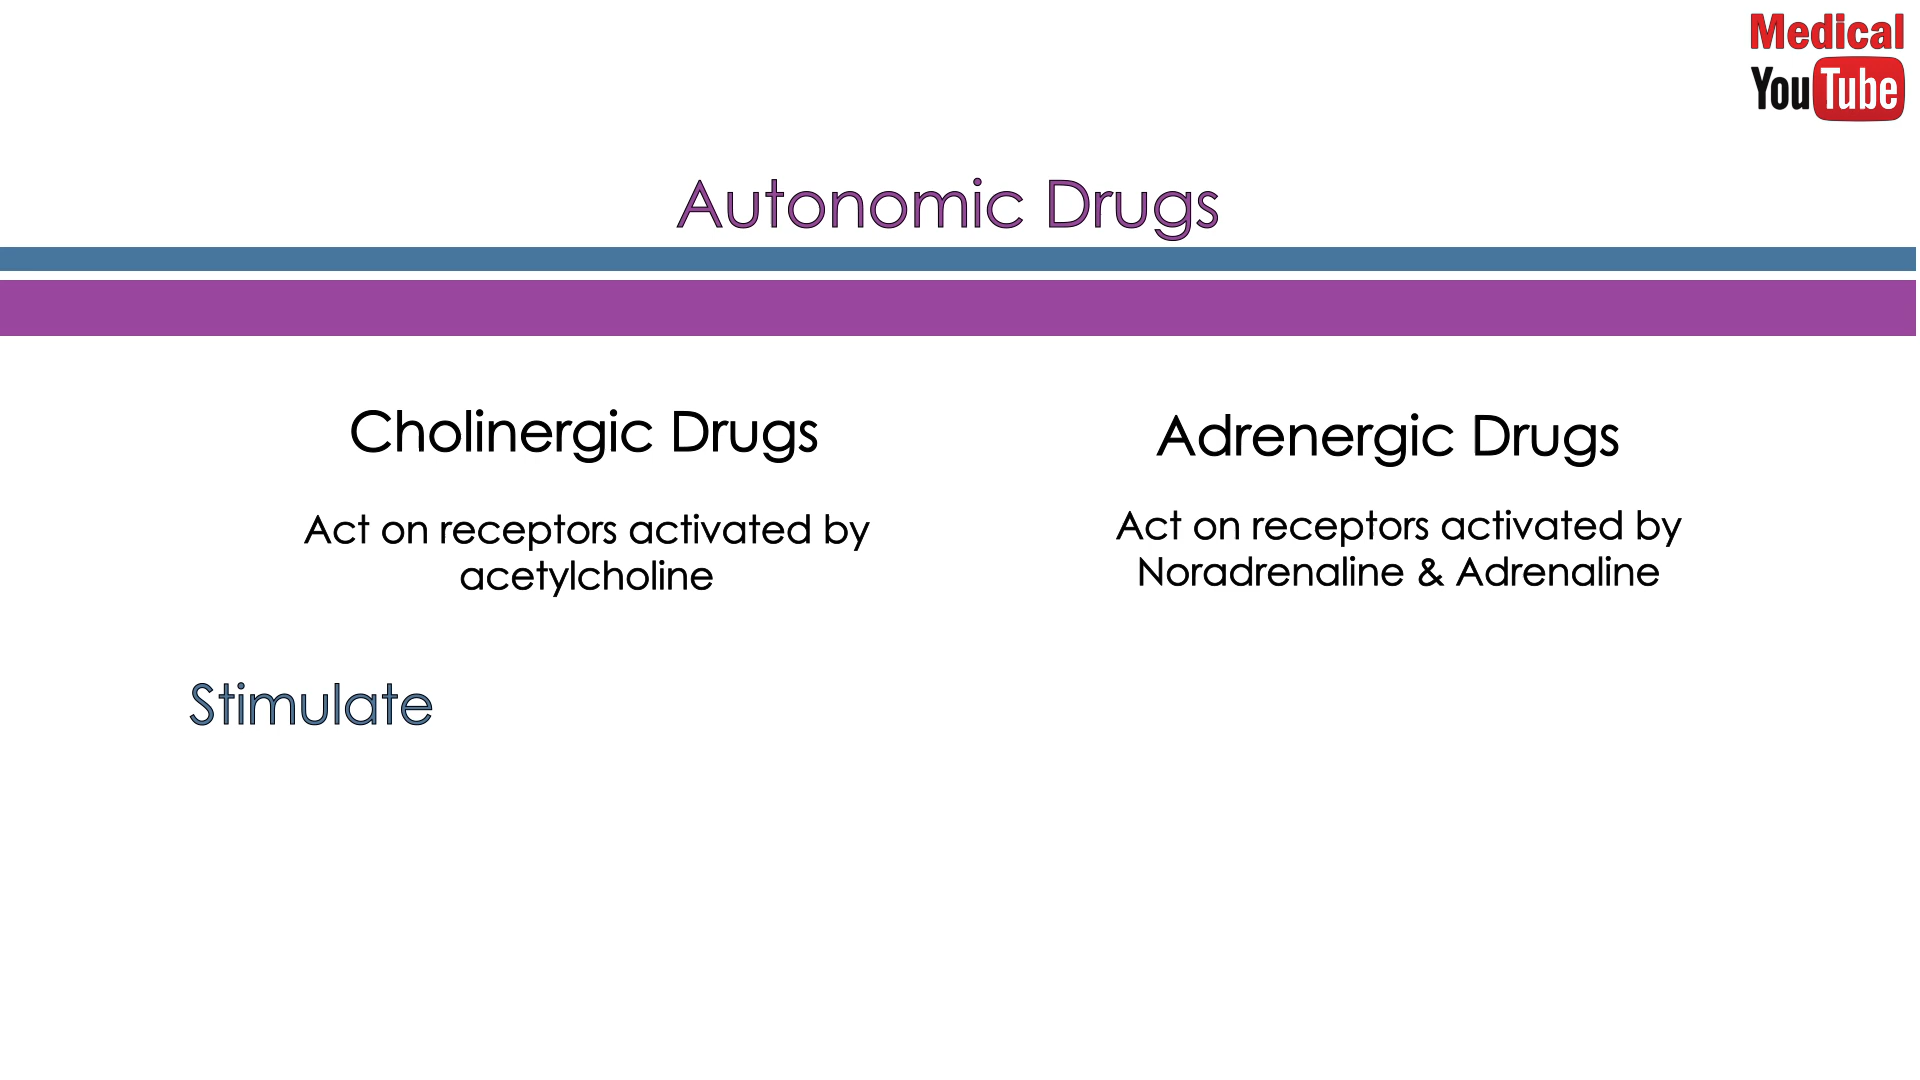 Medical
YouTube
Autonomic Drugs
Cholinergic Drugs
Act on receptors activated by
acetylcholine
Adrenergic Drugs
Act on receptors activated by
Noradrenaline & Adrenaline
Stimulate